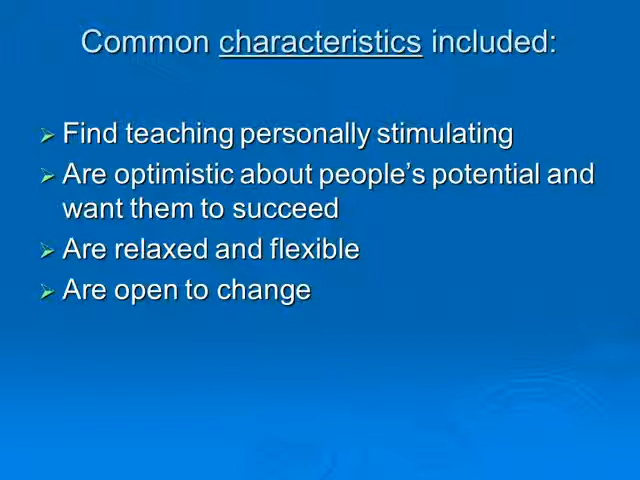 Common characteristics included:
Find teaching personally stimulating
Are optimistic about people's potential and
want them to succeed
Are relaxed and flexible
Are open to change